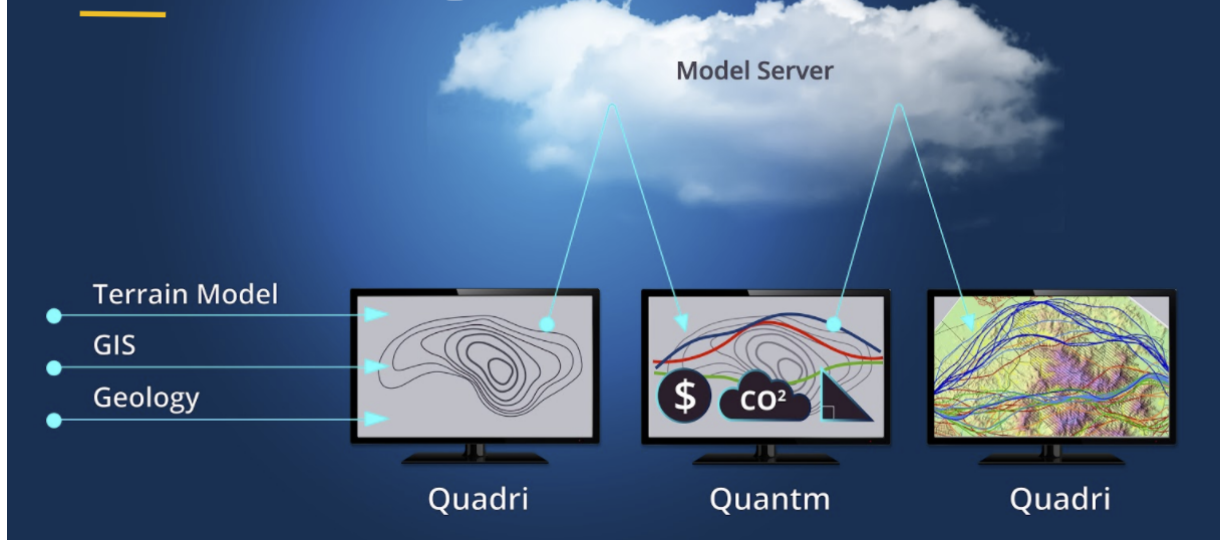 Model Server
Terrain Model
GIS
Geology
$
CO²
Quadri
Quantm
Quadri